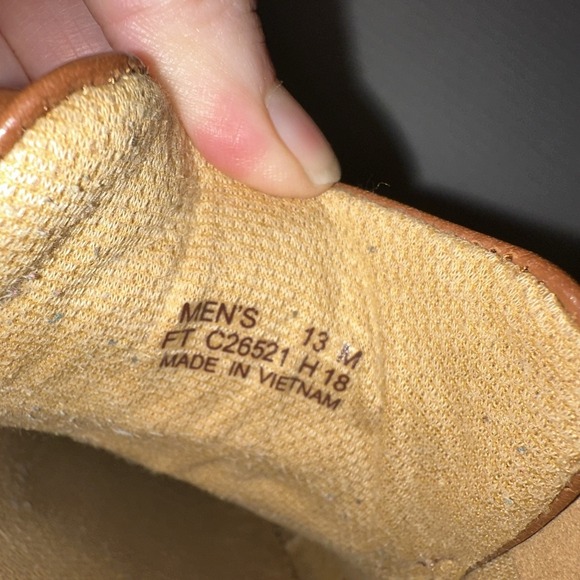 MEN'S 13 M
FT C26521 H18
MADE IN VIETNAM